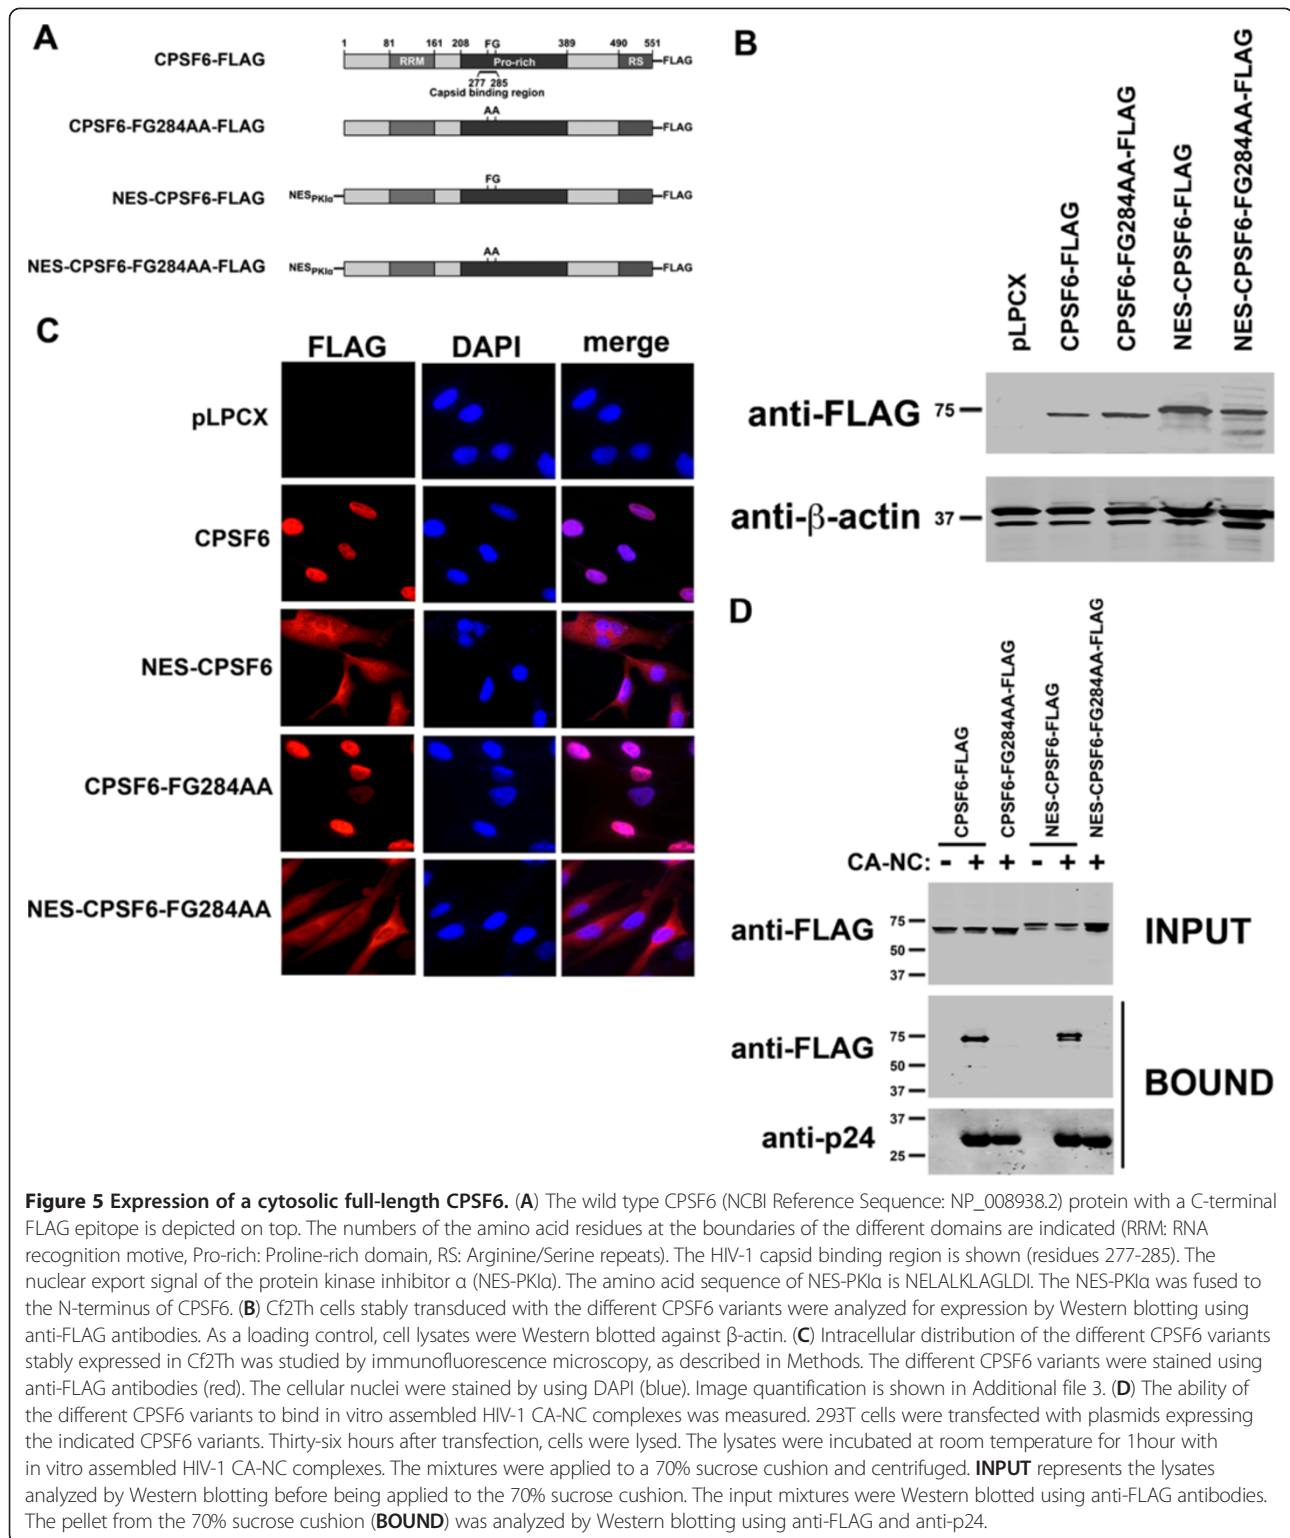 A
CPSF6-FLAG
1 81 161 208 FG 389 490 551
RRM Pro-rich RS FLAG
277 285
Capsid binding region
CPSF6-FG284AA-FLAG
AA
FLAG
NES-CPSF6-FLAG
FG
NESPKIα FLAG
NES-CPSF6-FG284AA-FLAG
AA
NESPKIα FLAG
B
pLPCX
CPSF6-FLAG
CPSF6-FG284AA-FLAG
NES-CPSF6-FLAG
NES-CPSF6-FG284AA-FLAG
anti-FLAG 75
anti-β-actin 37
C
FLAG DAPI merge
pLPCX
CPSF6
NES-CPSF6
CPSF6-FG284AA
NES-CPSF6-FG284AA
D
CPSF6-FLAG
CPSF6-FG284AA-FLAG
NES-CPSF6-FLAG
NES-CPSF6-FG284AA-FLAG
CA-NC: - + + - + +
anti-FLAG 75 50 37 INPUT
anti-FLAG 75 50 37
BOUND
anti-p24 37 25
Figure 5 Expression of a cytosolic full-length CPSF6. (A) The wild type CPSF6 (NCBI Reference Sequence: NP_008938.2) protein with a C-terminal
FLAG epitope is depicted on top. The numbers of the amino acid residues at the boundaries of the different domains are indicated (RRM: RNA
recognition motive, Pro-rich: Proline-rich domain, RS: Arginine/Serine repeats). The HIV-1 capsid binding region is shown (residues 277-285). The
nuclear export signal of the protein kinase inhibitor α (NES-PKIα). The amino acid sequence of NES-PKIα is NELALKLAGLDI. The NES-PKIα was fused to
the N-terminus of CPSF6. (B) Cf2Th cells stably transduced with the different CPSF6 variants were analyzed for expression by Western blotting using
anti-FLAG antibodies. As a loading control, cell lysates were Western blotted against β-actin. (C) Intracellular distribution of the different CPSF6 variants
stably expressed in Cf2Th was studied by immunofluorescence microscopy, as described in Methods. The different CPSF6 variants were stained using
anti-FLAG antibodies (red). The cellular nuclei were stained by using DAPI (blue). Image quantification is shown in Additional file 3. (D) The ability of
the different CPSF6 variants to bind in vitro assembled HIV-1 CA-NC complexes was measured. 293T cells were transfected with plasmids expressing
the indicated CPSF6 variants. Thirty-six hours after transfection, cells were lysed. The lysates were incubated at room temperature for 1hour with
in vitro assembled HIV-1 CA-NC complexes. The mixtures were applied to a 70% sucrose cushion and centrifuged. INPUT represents the lysates
analyzed by Western blotting before being applied to the 70% sucrose cushion. The input mixtures were Western blotted using anti-FLAG antibodies.
The pellet from the 70% sucrose cushion (BOUND) was analyzed by Western blotting using anti-FLAG and anti-p24.